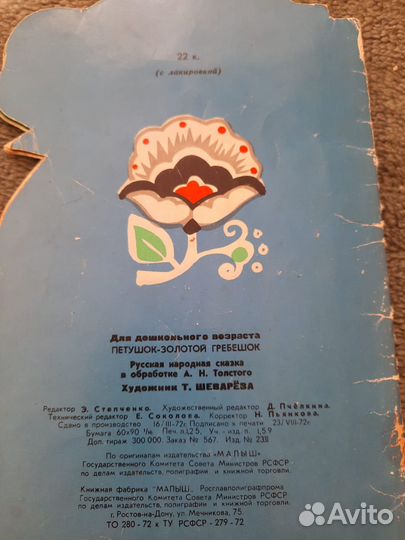 22 к.
(с лакировкой)
Для дошкольного возраста
ПЕТУШОК-ЗОЛОТОЙ ГРЕБЕШОК
Русская народная сказка
в обработке А. Н. Толстого
Художник Т. ШЕВАРЁВА
Редактор Э. Степченко. Художественный редактор Д. Пчёлкина
Технический редактор Е. Соколова. Корректор Н. Пьянкова
Сдано в производство 16/III-72г. Подписано к печати 23/VIII-72г.
Бумага 60х90 1/16 Печ. л.1,25. Уч.-изд. л. 1,59
Доп. тираж 300.000. Заказ № 567. Изд. № 2311
По оригиналам издательства «МАЛЫШ»
Государственного Комитета Совета Министров РСФСР
по делам издательств, полиграфии и книжной торговли.
Книжная фабрика "МАЛЫШ", Росглавполиграфпрома
Государственного Комитета Совета Министров РСФСР
по делам издательств, полиграфии и книжной торговли,
г. Ростов-на-Дону, ул. Мечникова, 75.
ТО 280-72 к ТУ РСФСР-279-72
Avito